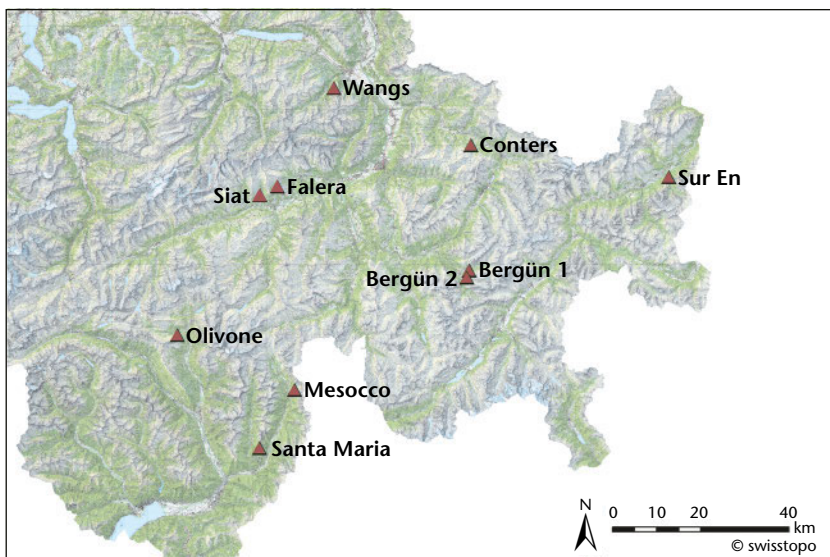 Wangs
Conters
Sur En
Falera
Siat
Bergün 1
Bergün 2
Olivone
Mesocco
Santa Maria
N
0 10 20 40
km
© swisstopo